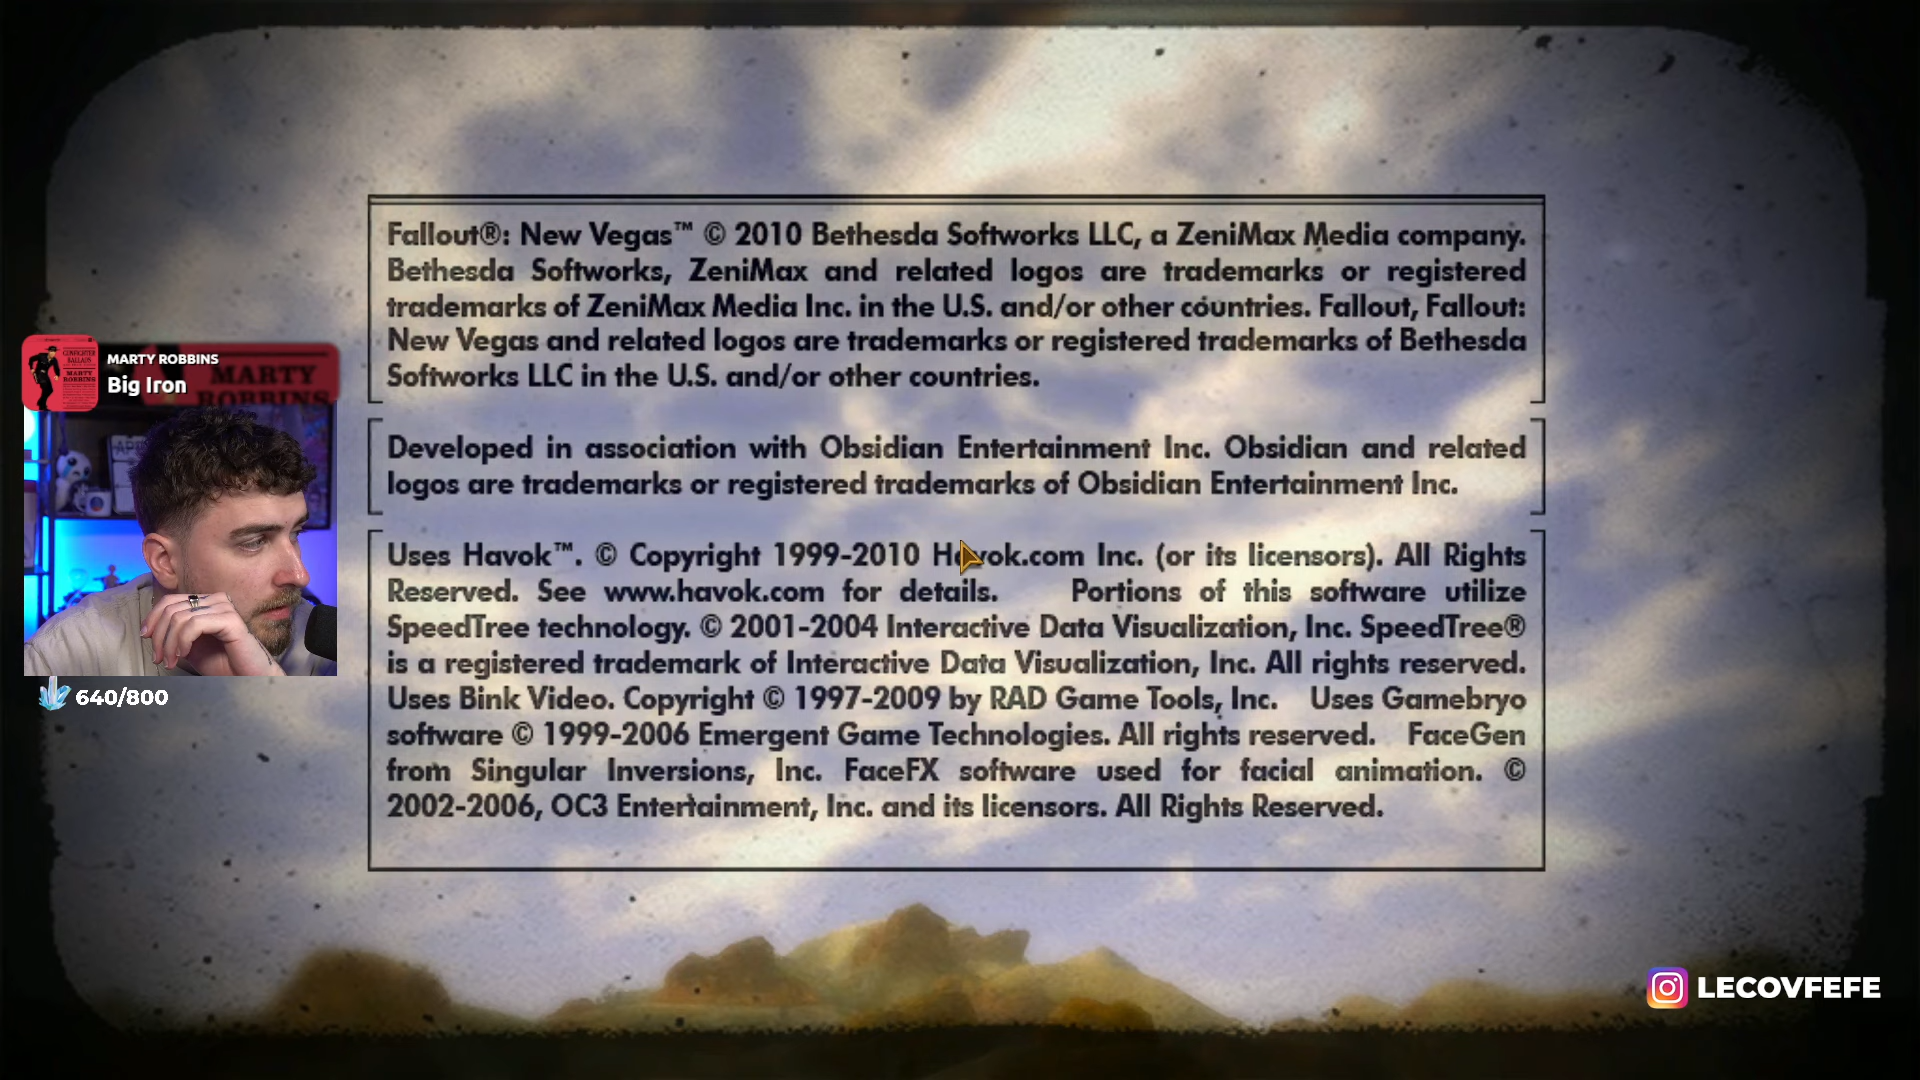 Fallout®: New Vegas™ © 2010 Bethesda Softworks LLC, a ZeniMax Media company.
Bethesda Softworks, ZeniMax and related logos are trademarks or registered
trademarks of ZeniMax Media Inc. in the U.S. and/or other countries. Fallout, Fallout:
New Vegas and related logos are trademarks or registered trademarks of Bethesda
Softworks LLC in the U.S. and/or other countries.
Developed in association with Obsidian Entertainment Inc. Obsidian and related
logos are trademarks or registered trademarks of Obsidian Entertainment Inc.
Uses Havok™. © Copyright 1999-2010 Havok.com Inc. (or its licensors). All Rights
Reserved. See www.havok.com for details. Portions of this software utilize
SpeedTree technology. © 2001-2004 Interactive Data Visualization, Inc. SpeedTree®
is a registered trademark of Interactive Data Visualization, Inc. All rights reserved.
Uses Bink Video. Copyright © 1997-2009 by RAD Game Tools, Inc. Uses Gamebryo
software © 1999-2006 Emergent Game Technologies. All rights reserved. FaceGen
from Singular Inversions, Inc. FaceFX software used for facial animation. ©
2002-2006, OC3 Entertainment, Inc. and its licensors. All Rights Reserved.
MARTY ROBBINS
Big Iron
MARTY
ROBBINS
MARTY
ROBBINS
640/800
LECOVFEFE